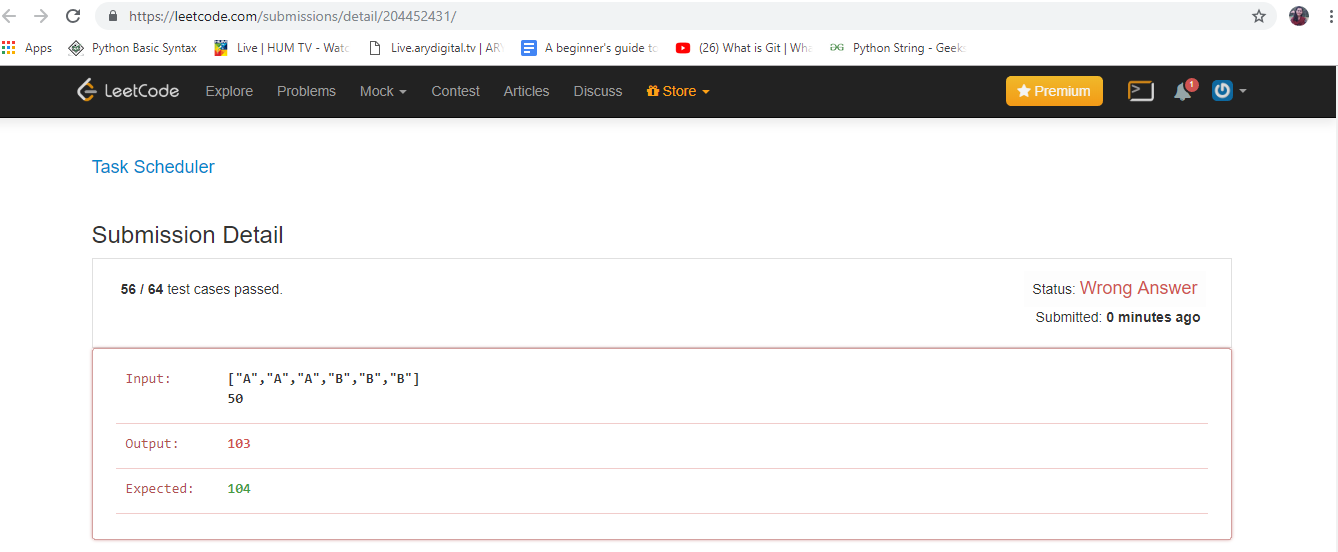 https://leetcode.com/submissions/detail/204452431/
Apps Python Basic Syntax Live | HUM TV - Watc Live.arydigital.tv | AR A beginner's guide to (26) What is Git | Wha Python String - Geeks
LeetCode Explore Problems Mock Contest Articles Discuss Store Premium 1
Task Scheduler
Submission Detail
56 / 64 test cases passed. Status: Wrong Answer
Submitted: 0 minutes ago
Input: ["A","A","A","B","B","B"]
50
Output: 103
Expected: 104